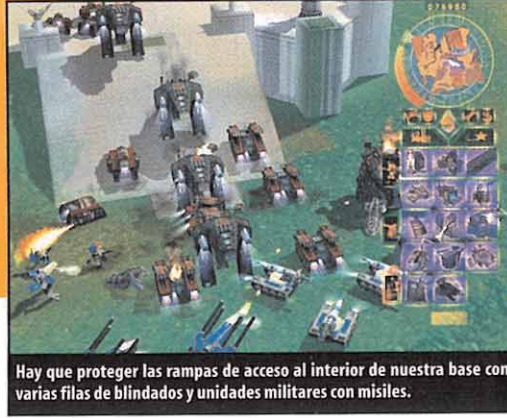 078950
Hay que proteger las rampas de acceso al interior de nuestra base con
varias filas de blindados y unidades militares con misiles.